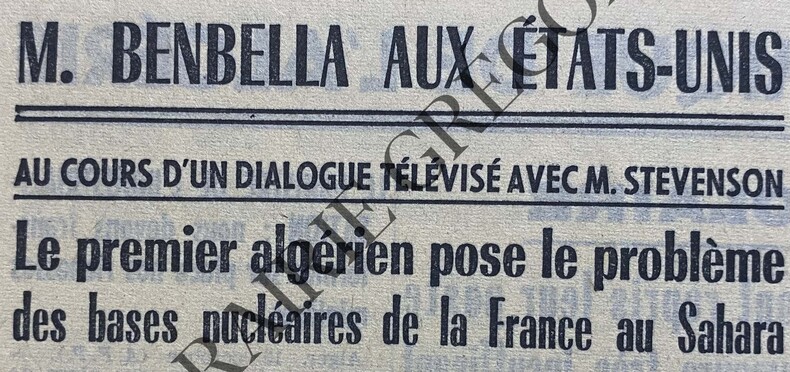 M. BENBELLA AUX ÉTATS-UNIS
AU COURS D'UN DIALOGUE TÉLÉVISÉ AVEC M. STEVENSON
Le premier algérien pose le problème
des bases nucléaires de la France au Sahara